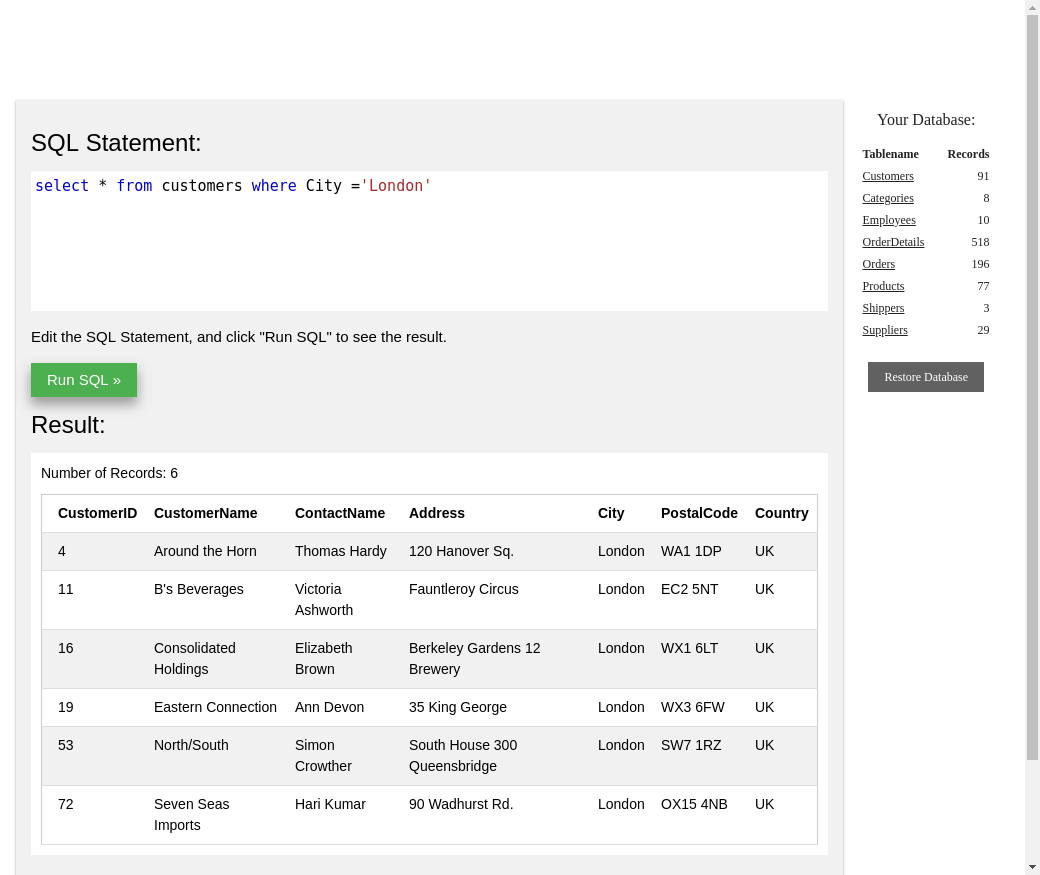 SQL Statement:
select * from customers where City ='London'
Edit the SQL Statement, and click "Run SQL" to see the result.
Run SQL »
Result:
Number of Records: 6
CustomerID CustomerName ContactName Address City PostalCode Country
4 Around the Horn Thomas Hardy 120 Hanover Sq. London WA1 1DP UK
11 B's Beverages Victoria Fauntleroy Circus London EC2 5NT UK
Ashworth
16 Consolidated Elizabeth Berkeley Gardens 12 London WX1 6LT UK
Holdings Brown Brewery
19 Eastern Connection Ann Devon 35 King George London WX3 6FW UK
53 North/South Simon South House 300 London SW7 1RZ UK
Crowther Queensbridge
72 Seven Seas Hari Kumar 90 Wadhurst Rd. London OX15 4NB UK
Imports
Your Database:
Tablename Records
Customers 91
Categories 8
Employees 10
OrderDetails 518
Orders 196
Products 77
Shippers 3
Suppliers 29
Restore Database